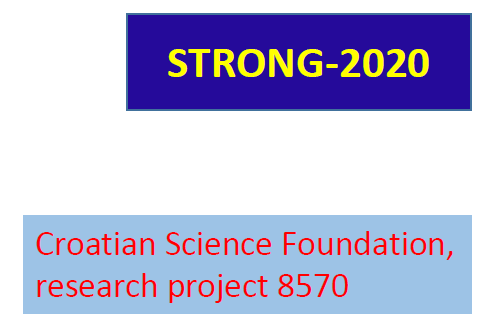 STRONG-2020
Croatian Science Foundation,
research project 8570